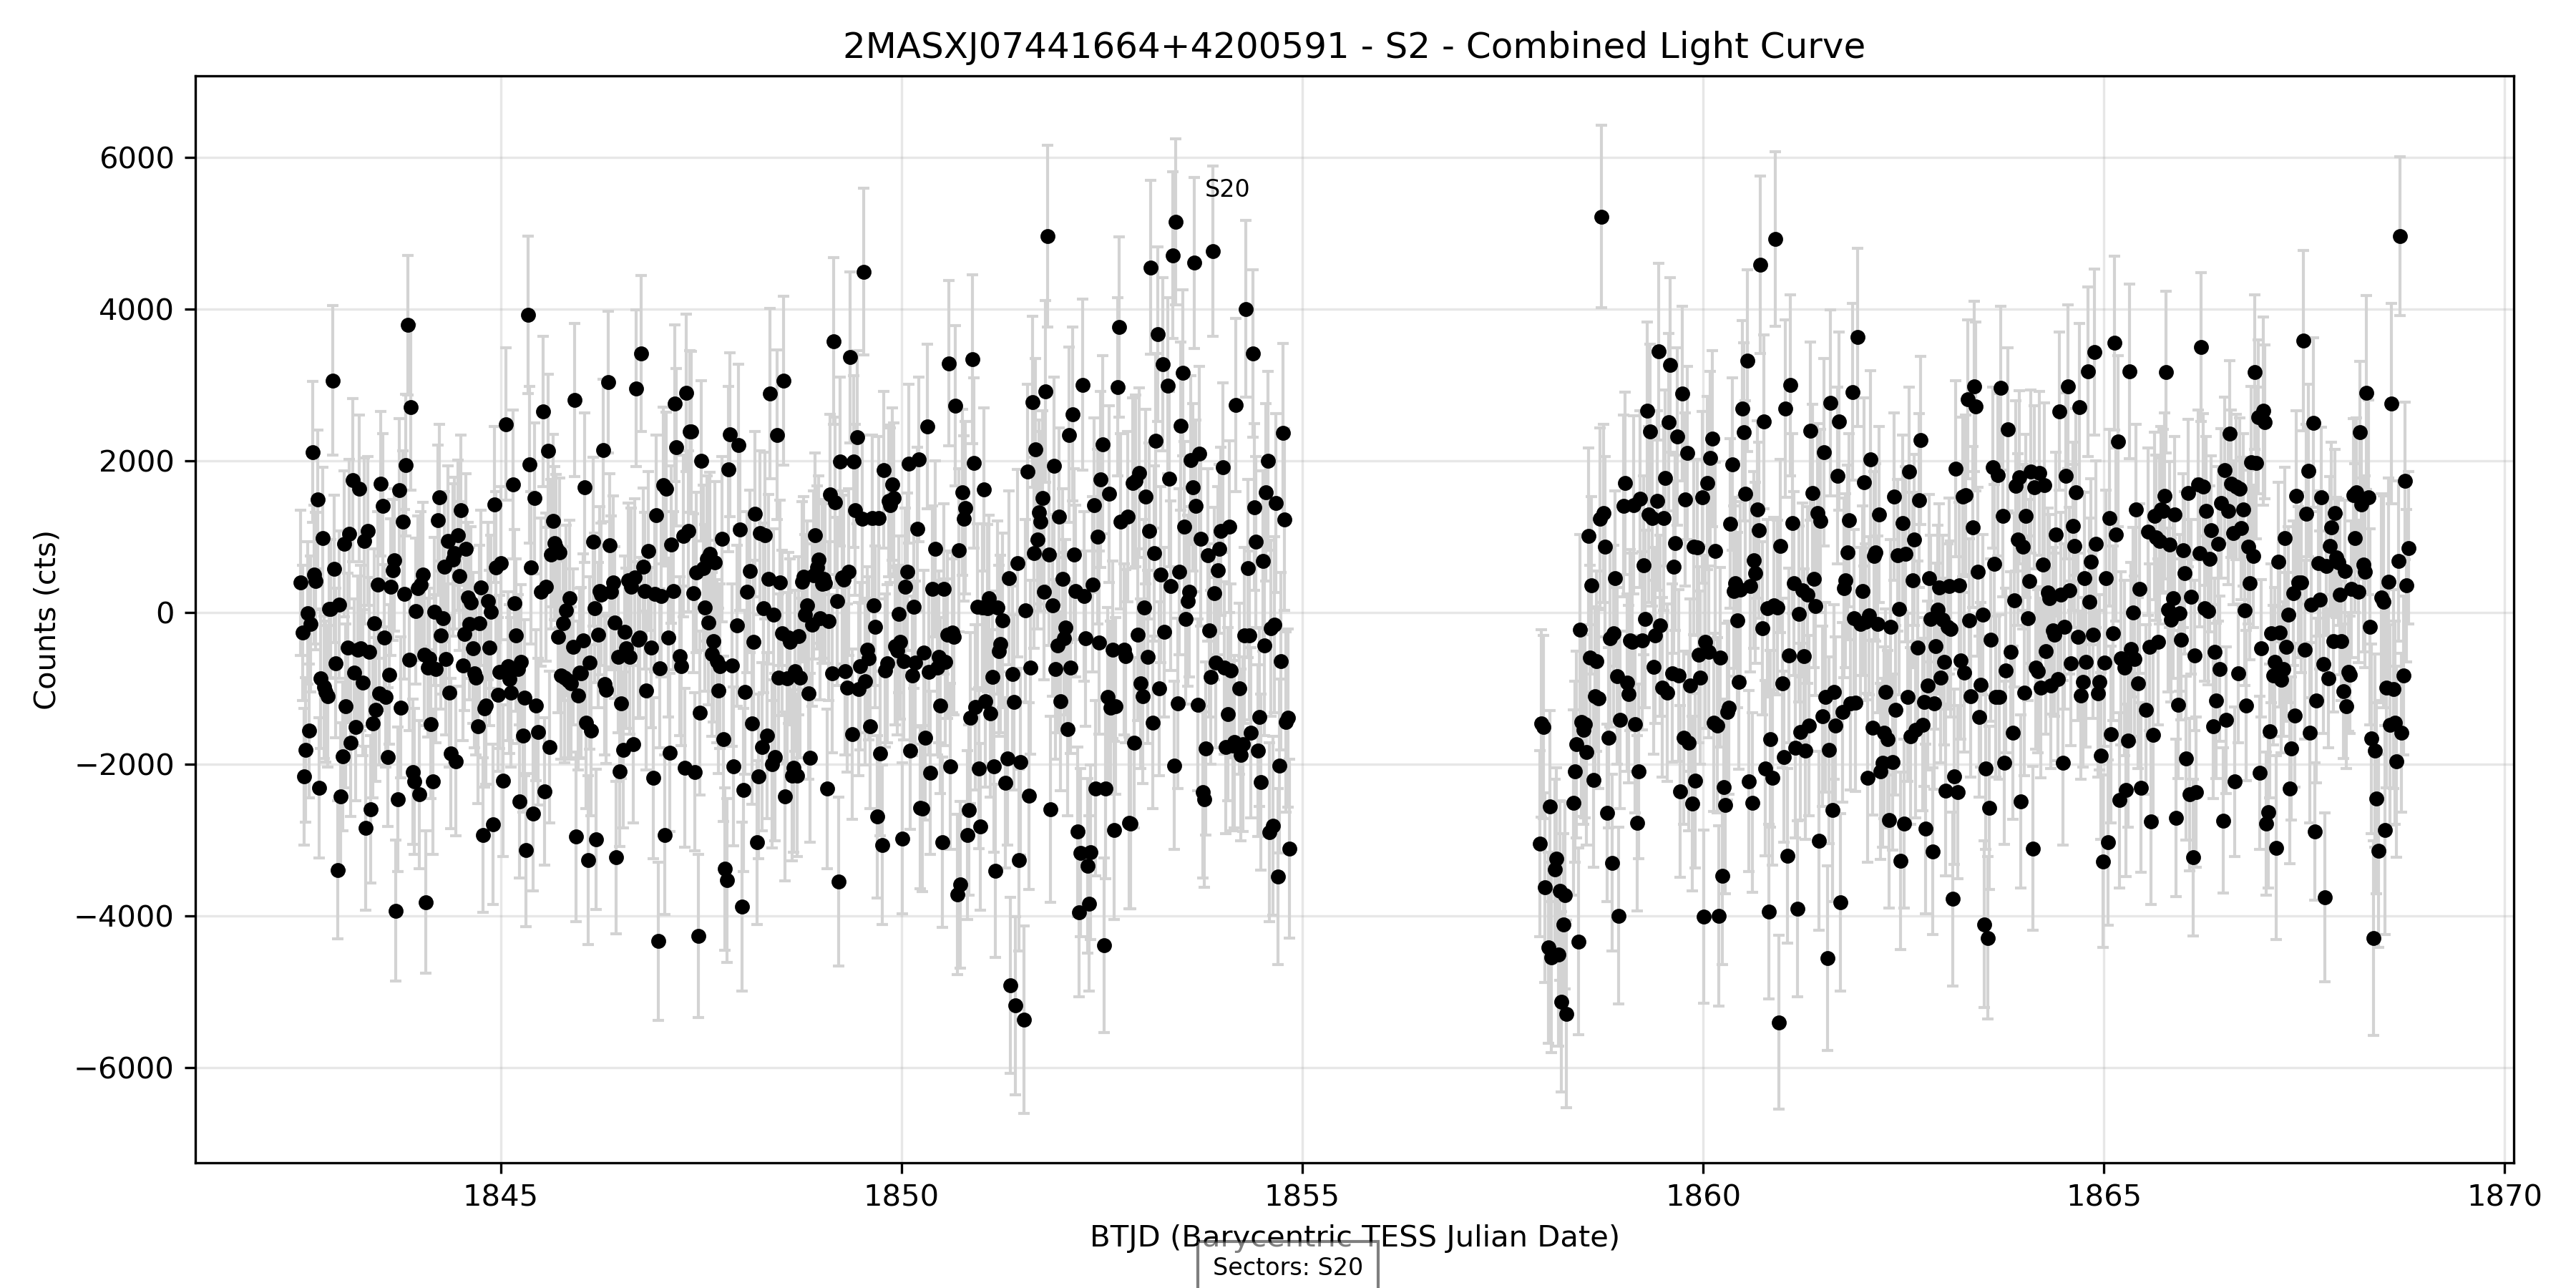 2MASXJ07441664+4200591 - S2 - Combined Light Curve
Counts (cts)
6000
4000
2000
0
−2000
−4000
−6000
S20
1845
1850
1855
1860
1865
1870
BTJD (Barycentric TESS Julian Date)
Sectors: S20